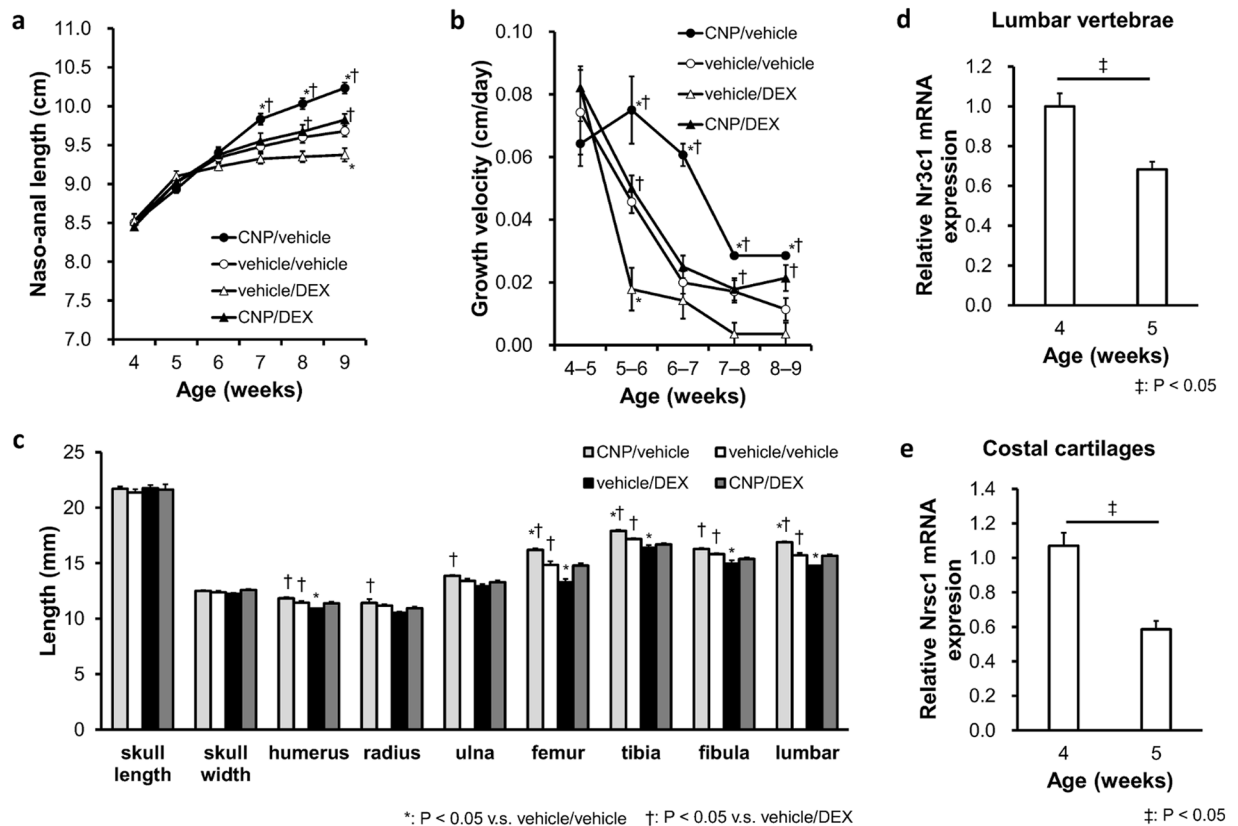 a
11.0
10.5
10.0
9.5
9.0
8.5
8.0
7.5
7.0
Naso-anal length (cm)
*† *† *†
† †
*
CNP/vehicle
vehicle/vehicle
vehicle/DEX
CNP/DEX
4 5 6 7 8 9
Age (weeks)
b
0.10
0.08
0.06
0.04
0.02
0.00
Growth velocity (cm/day)
CNP/vehicle
vehicle/vehicle
vehicle/DEX
CNP/DEX
*†
*†
†
*† *†
† †
*
4–5 5–6 6–7 7–8 8–9
Age (weeks)
c
25
20
15
10
5
0
Length (mm)
CNP/vehicle vehicle/vehicle
vehicle/DEX CNP/DEX
† † *
†
†
*† † *
*† † *
† † *
*† † *
skull length
skull width
humerus
radius
ulna
femur
tibia
fibula
lumbar
*: P < 0.05 v.s. vehicle/vehicle †: P < 0.05 v.s. vehicle/DEX
d
Lumbar vertebrae
Relative Nr3c1 mRNA
expression
1.2
1.0
0.8
0.6
0.4
0.2
0.0
‡
4 5
Age (weeks)
‡: P < 0.05
e
Costal cartilages
Relative Nrsc1 mRNA
expresion
1.4
1.2
1.0
0.8
0.6
0.4
0.2
0.0
‡
4 5
Age (weeks)
‡: P < 0.05